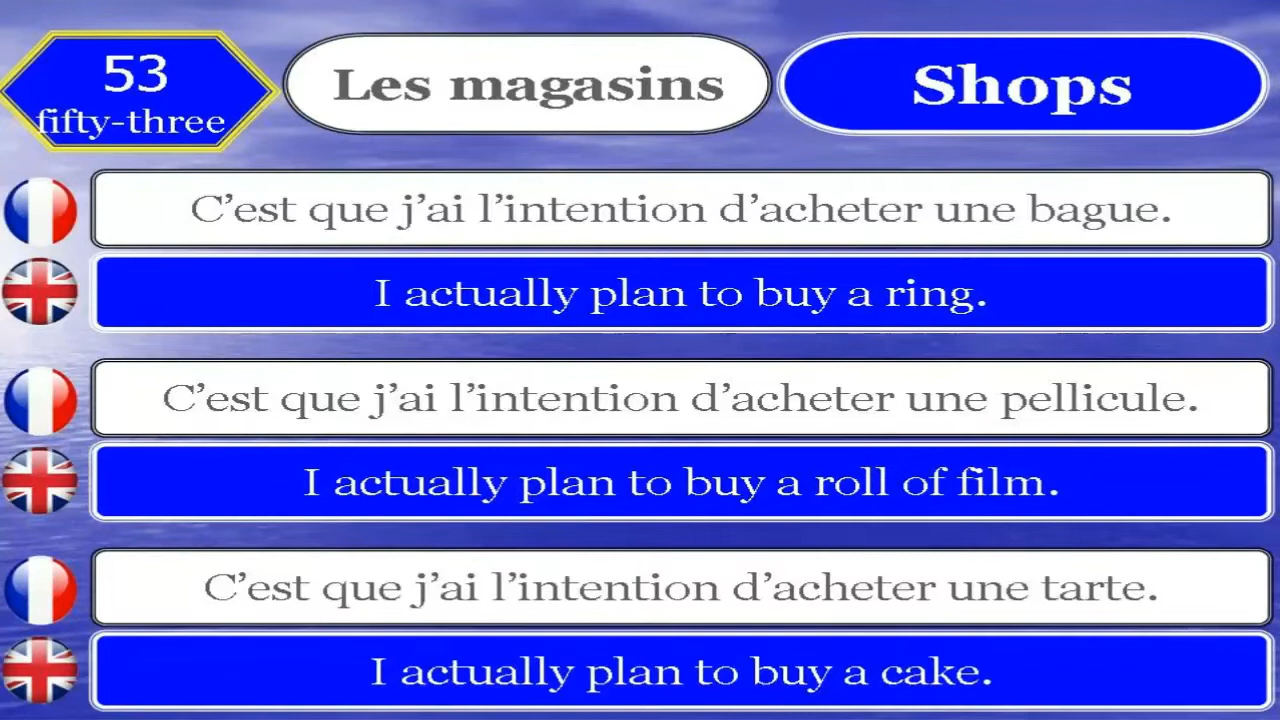 53
fifty-three
Les magasins
Shops
C’est que j’ai l’intention d’acheter une bague.
I actually plan to buy a ring.
C’est que j’ai l’intention d’acheter une pellicule.
I actually plan to buy a roll of film.
C’est que j’ai l’intention d’acheter une tarte.
I actually plan to buy a cake.